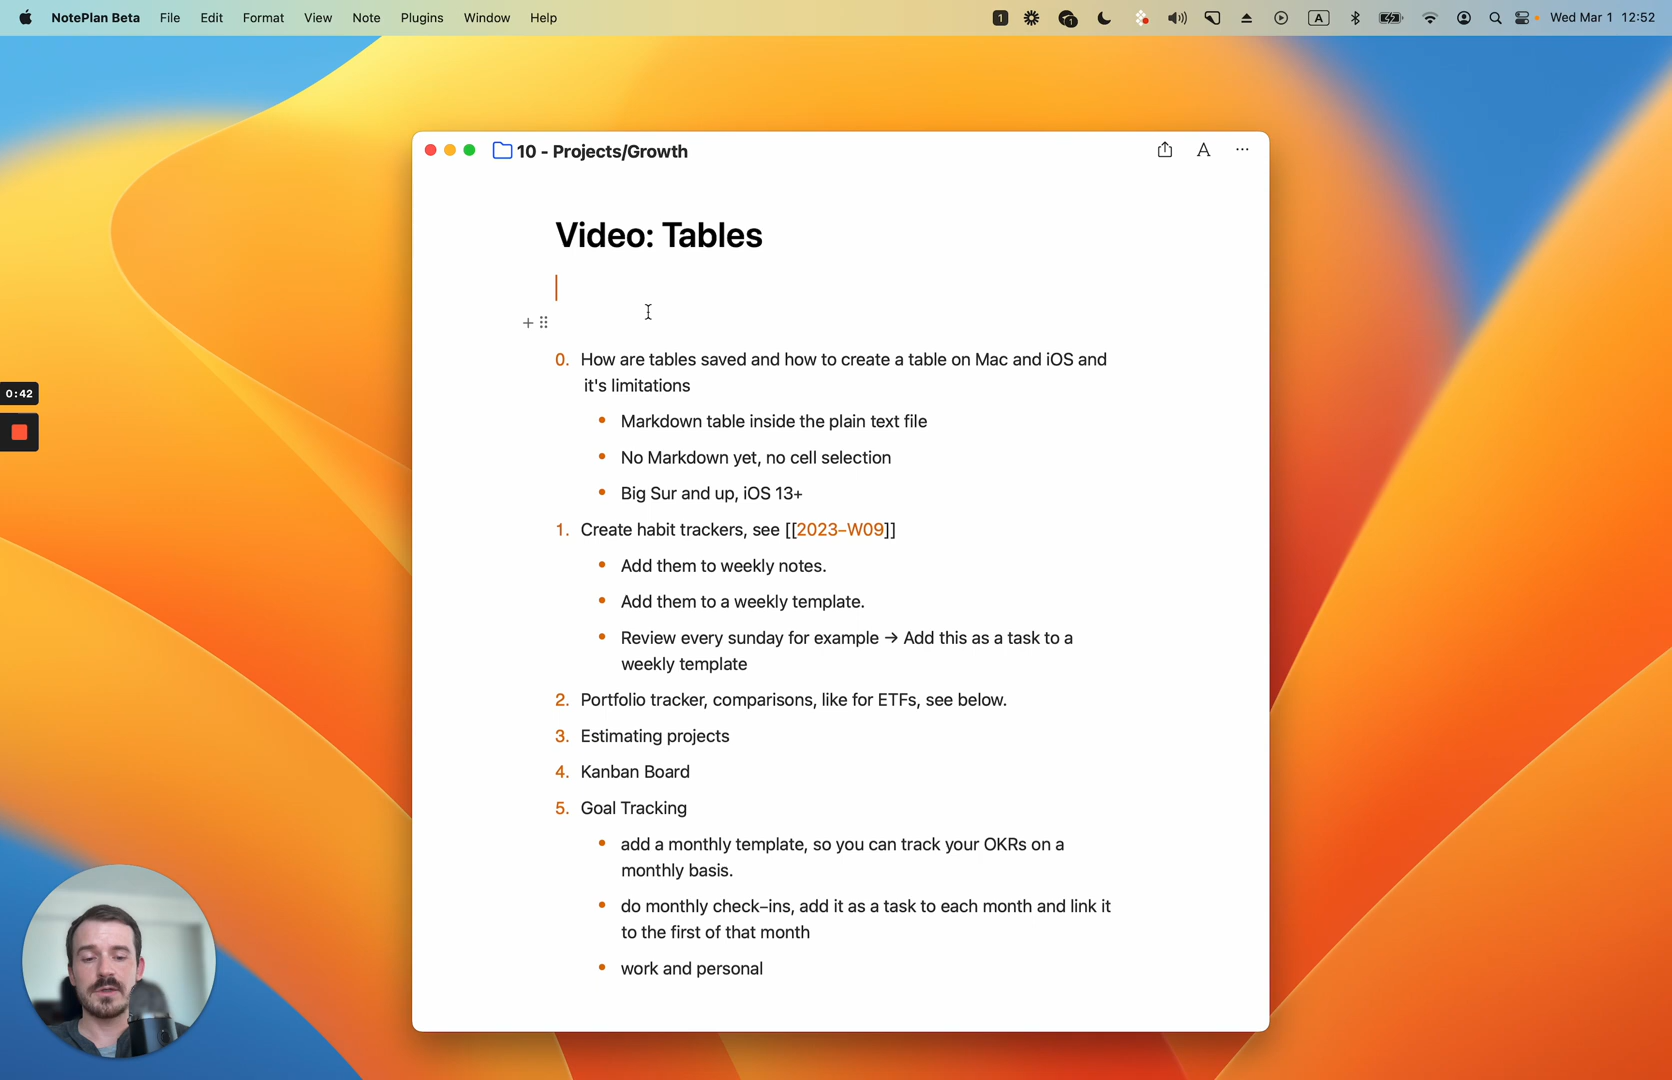 NotePlan Beta File Edit Format View Note Plugins Window Help 1 1 A Wed Mar 1 12:52
10 - Projects/Growth A
Video: Tables
0. How are tables saved and how to create a table on Mac and iOS and
it's limitations
• Markdown table inside the plain text file
• No Markdown yet, no cell selection
• Big Sur and up, iOS 13+
1. Create habit trackers, see [[2023-W09]]
• Add them to weekly notes.
• Add them to a weekly template.
• Review every sunday for example → Add this as a task to a
weekly template
2. Portfolio tracker, comparisons, like for ETFs, see below.
3. Estimating projects
4. Kanban Board
5. Goal Tracking
• add a monthly template, so you can track your OKRs on a
monthly basis.
• do monthly check-ins, add it as a task to each month and link it
to the first of that month
• work and personal
0:42